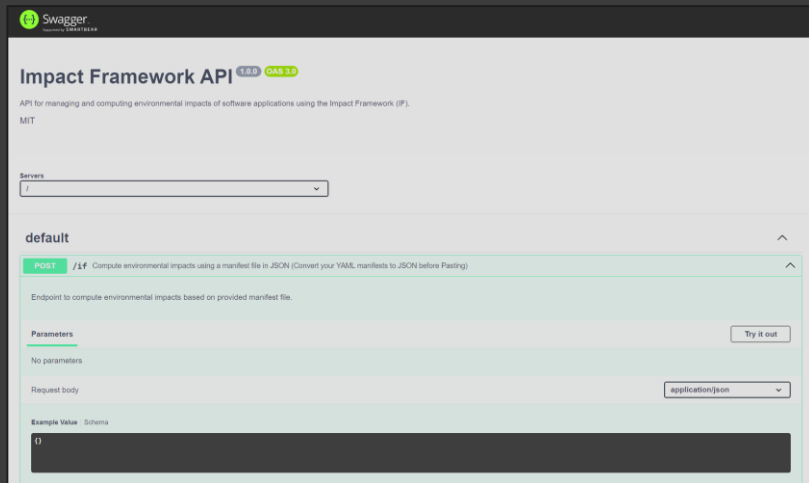 Swagger.
Supported by SMARTBEAR
Impact Framework API 1.0.0 OAS 3.0
API for managing and computing environmental impacts of software applications using the Impact Framework (IF).
MIT
Servers
/
default
POST /if Compute environmental impacts using a manifest file in JSON (Convert your YAML manifests to JSON before Pasting)
Endpoint to compute environmental impacts based on provided manifest file.
Parameters Try it out
No parameters
Request body application/json
Example Value Schema
{}